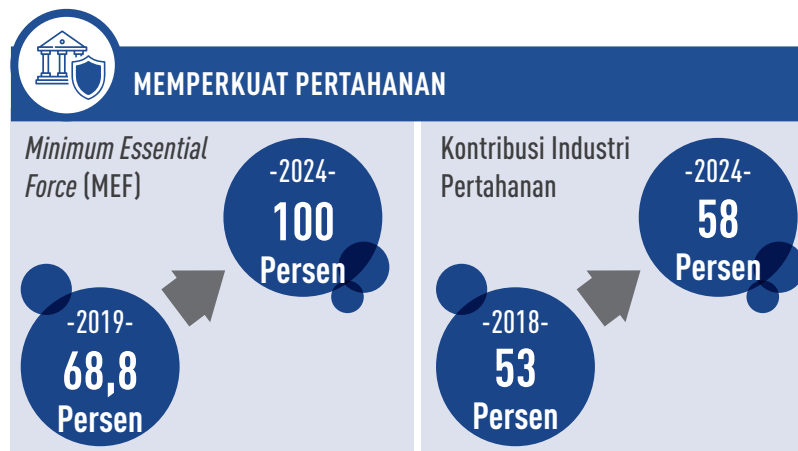 MEMPERKUAT PERTAHANAN
Minimum Essential
Force (MEF)
-2024-
100
Persen
-2019-
68,8
Persen
Kontribusi Industri
Pertahanan
-2024-
58
Persen
-2018-
53
Persen